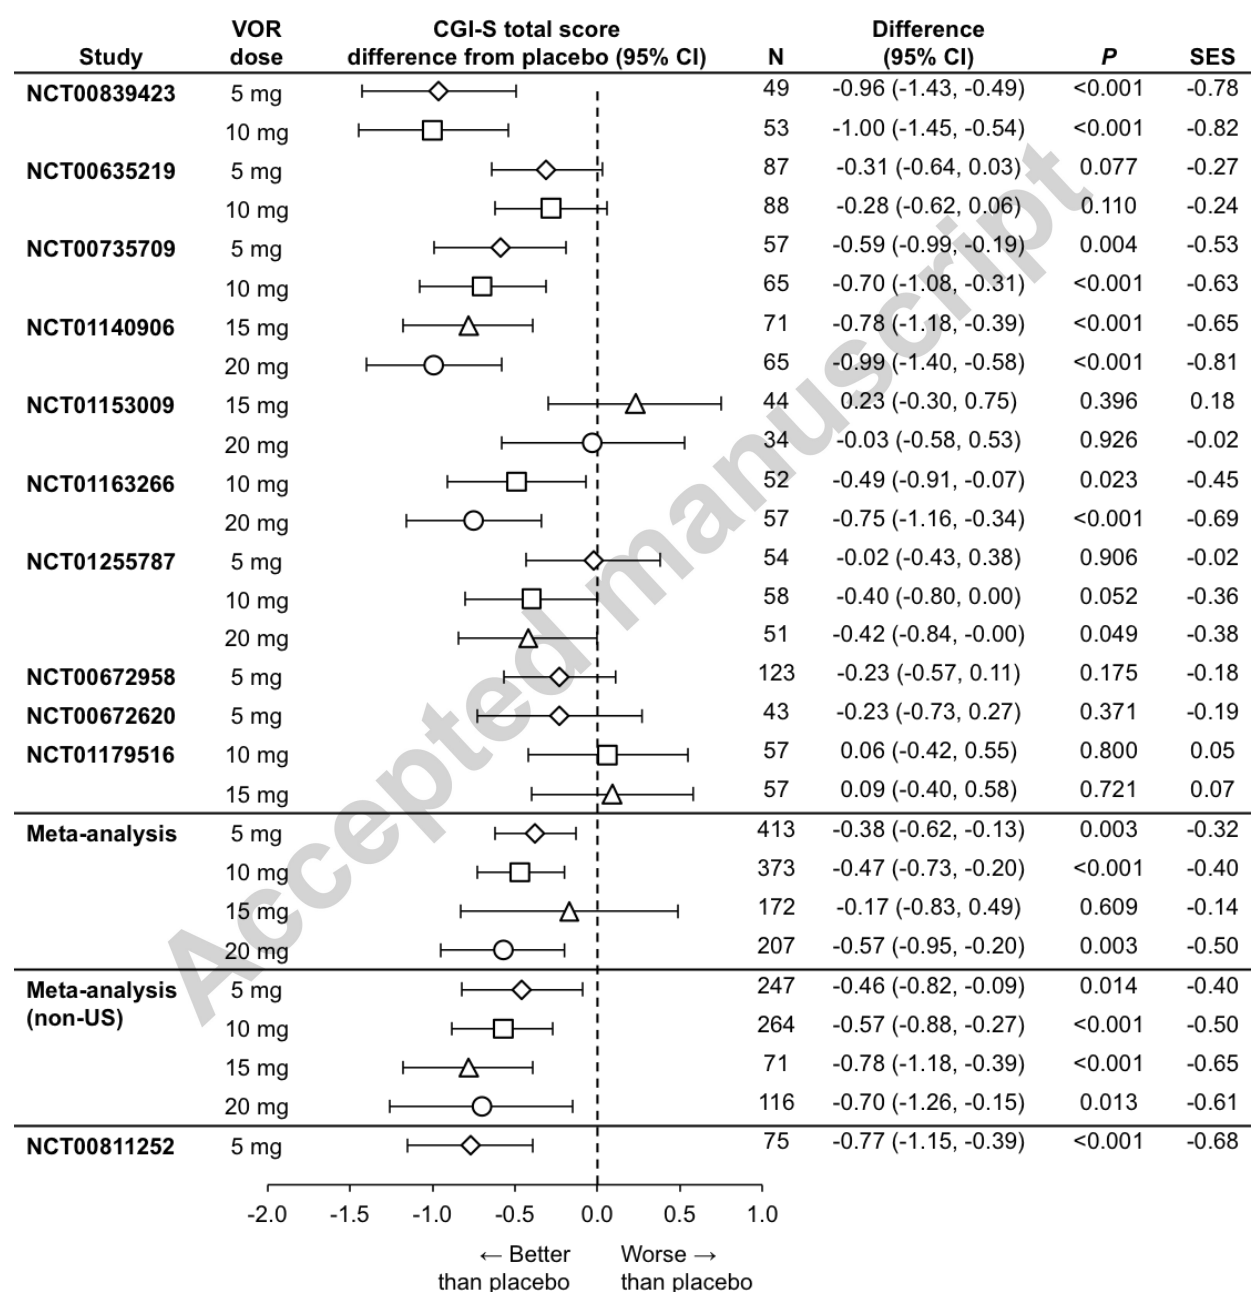 Study VOR dose CGI-S total score difference from placebo (95% CI) N Difference (95% CI) P SES
NCT00839423 5 mg 49 -0.96 (-1.43, -0.49) <0.001 -0.78
10 mg 53 -1.00 (-1.45, -0.54) <0.001 -0.82
NCT00635219 5 mg 87 -0.31 (-0.64, 0.03) 0.077 -0.27
10 mg 88 -0.28 (-0.62, 0.06) 0.110 -0.24
NCT00735709 5 mg 57 -0.59 (-0.99, -0.19) 0.004 -0.53
10 mg 65 -0.70 (-1.08, -0.31) <0.001 -0.63
NCT01140906 15 mg 71 -0.78 (-1.18, -0.39) <0.001 -0.65
20 mg 65 -0.99 (-1.40, -0.58) <0.001 -0.81
NCT01153009 15 mg 44 0.23 (-0.30, 0.75) 0.396 0.18
20 mg 34 -0.03 (-0.58, 0.53) 0.926 -0.02
NCT01163266 10 mg 52 -0.49 (-0.91, -0.07) 0.023 -0.45
20 mg 57 -0.75 (-1.16, -0.34) <0.001 -0.69
NCT01255787 5 mg 54 -0.02 (-0.43, 0.38) 0.906 -0.02
10 mg 58 -0.40 (-0.80, 0.00) 0.052 -0.36
20 mg 51 -0.42 (-0.84, -0.00) 0.049 -0.38
NCT00672958 5 mg 123 -0.23 (-0.57, 0.11) 0.175 -0.18
NCT00672620 5 mg 43 -0.23 (-0.73, 0.27) 0.371 -0.19
NCT01179516 10 mg 57 0.06 (-0.42, 0.55) 0.800 0.05
15 mg 57 0.09 (-0.40, 0.58) 0.721 0.07
Meta-analysis 5 mg 413 -0.38 (-0.62, -0.13) 0.003 -0.32
10 mg 373 -0.47 (-0.73, -0.20) <0.001 -0.40
15 mg 172 -0.17 (-0.83, 0.49) 0.609 -0.14
20 mg 207 -0.57 (-0.95, -0.20) 0.003 -0.50
Meta-analysis 5 mg 247 -0.46 (-0.82, -0.09) 0.014 -0.40
(non-US) 10 mg 264 -0.57 (-0.88, -0.27) <0.001 -0.50
15 mg 71 -0.78 (-1.18, -0.39) <0.001 -0.65
20 mg 116 -0.70 (-1.26, -0.15) 0.013 -0.61
NCT00811252 5 mg 75 -0.77 (-1.15, -0.39) <0.001 -0.68
-2.0 -1.5 -1.0 -0.5 0.0 0.5 1.0
← Better Worse →
than placebo than placebo
Accepted manuscript